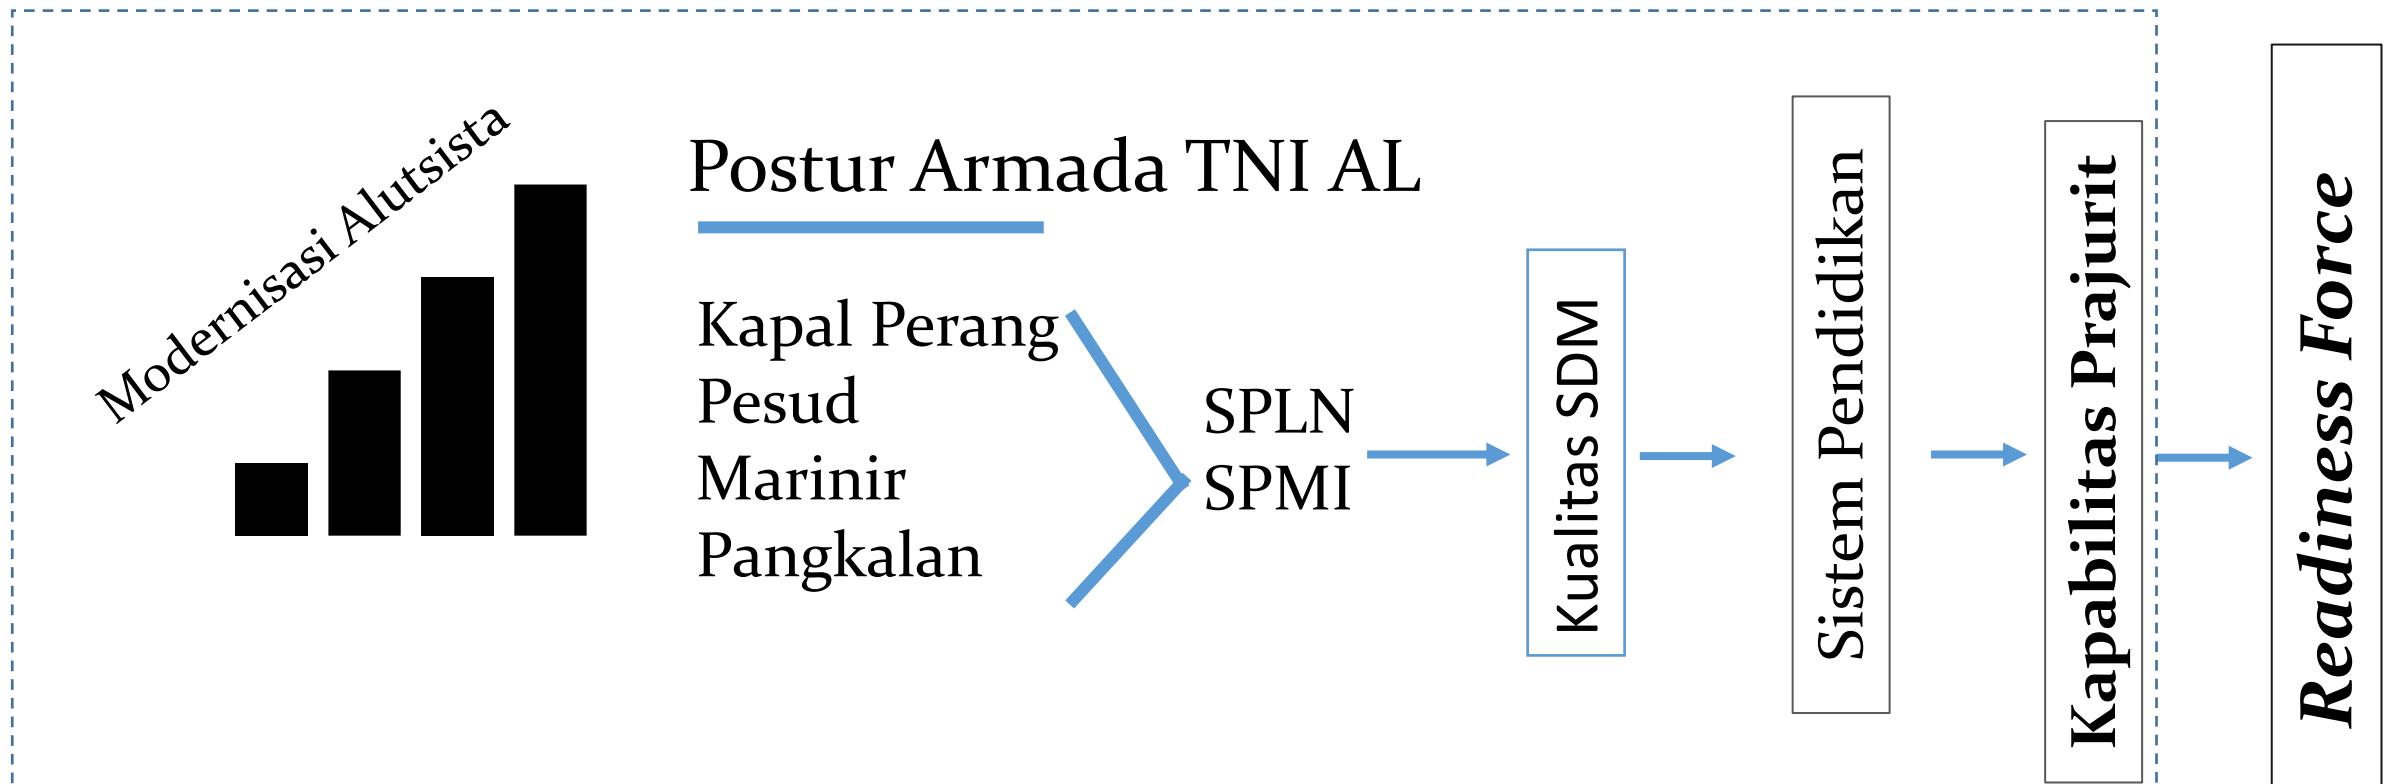 Modernisasi Alutsista
Postur Armada TNI AL
Kapal Perang
Pesud
Marinir
Pangkalan
SPLN
SPMI
Kualitas SDM
Sistem Pendidikan
Kapabilitas Prajurit
Readiness Force